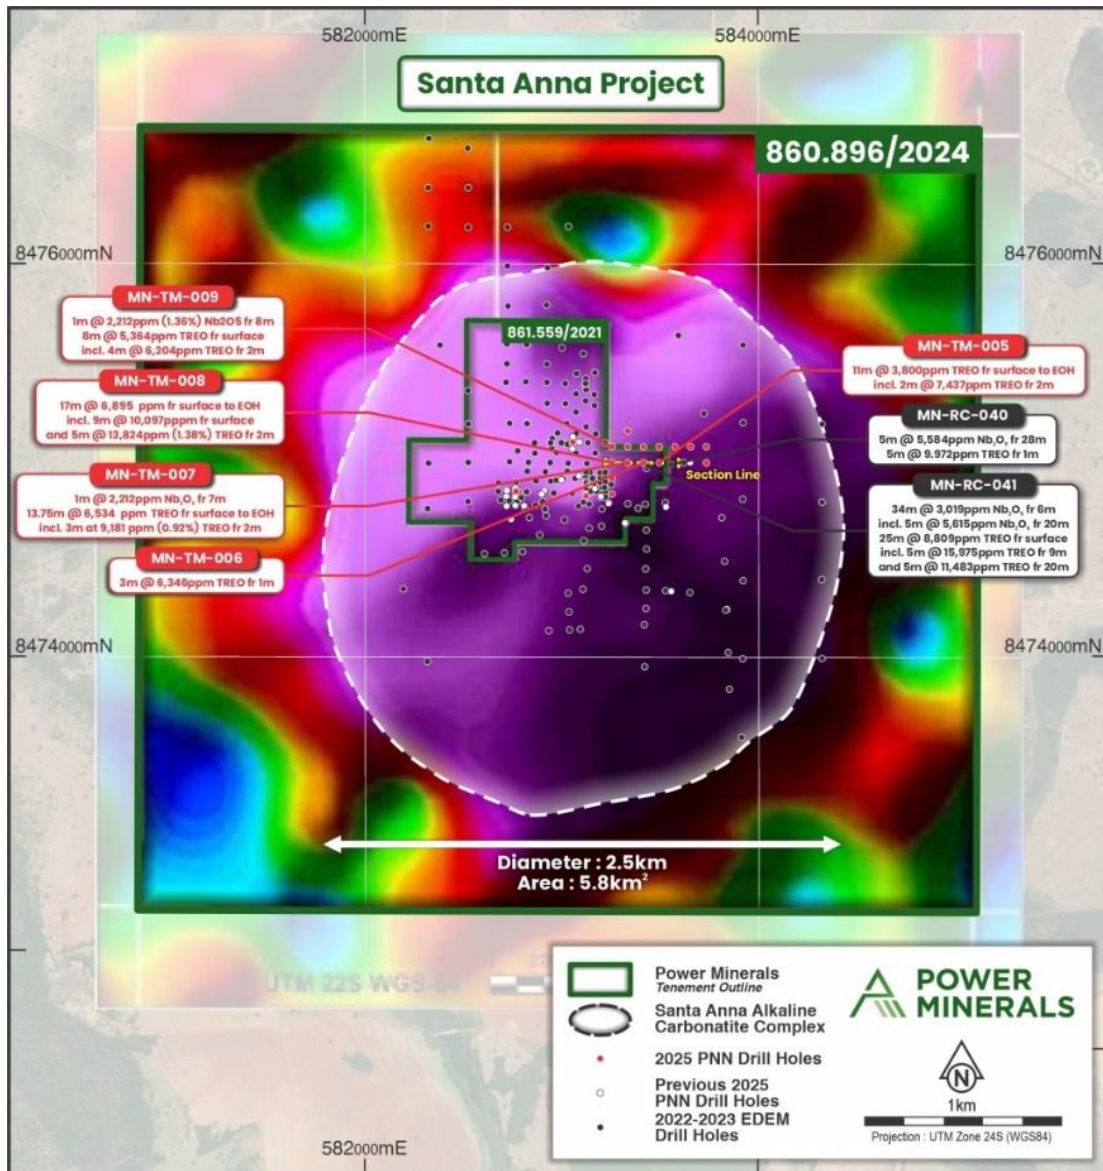 582000mE
584000mE
Santa Anna Project
860.896/2024
8476000mN
8476000mN
MN-TM-009
1m @ 2,212ppm (1.36%) Nb2O5 fr 8m
8m @ 5,364ppm TREO fr surface
incl. 4m @ 6,204ppm TREO fr 2m
861.559/2021
MN-TM-005
11m @ 3,800ppm TREO fr surface to EOH
incl. 2m @ 7,437ppm TREO fr 2m
MN-TM-008
17m @ 6,895 ppm fr surface to EOH
incl. 9m @ 10,097pppm fr surface
and 5m @ 13,824ppm (1.38%) TREO fr 2m
MN-RC-040
5m @ 5,584ppm Nb₂O₅ fr 28m
5m @ 9.972ppm TREO fr 1m
Section Line
MN-TM-007
1m @ 2,212ppm Nb₂O₅ fr 7m
13.75m @ 6,534 ppm TREO fr surface to EOH
incl. 3m at 9,181 ppm (0.92%) TREO fr 2m
MN-RC-041
34m @ 3,019ppm Nb₂O₅ fr 6m
incl. 5m @ 5,615ppm Nb₂O₅ fr 20m
25m @ 8,809ppm TREO fr surface
incl. 5m @ 15,975ppm TREO fr 9m
and 5m @ 11,483ppm TREO fr 20m
MN-TM-006
3m @ 6,346ppm TREO fr 1m
8474000mN
8474000mN
Diameter : 2.5km
Area : 5.8km²
UTM 22S WGS-84
Power Minerals
Tenement Outline
Santa Anna Alkaline
Carbonatite Complex
2025 PNN Drill Holes
Previous 2025
PNN Drill Holes
2022-2023 EDEM
Drill Holes
POWER
MINERALS
N
1km
Projection : UTM Zone 24S (WGS84)
582000mE